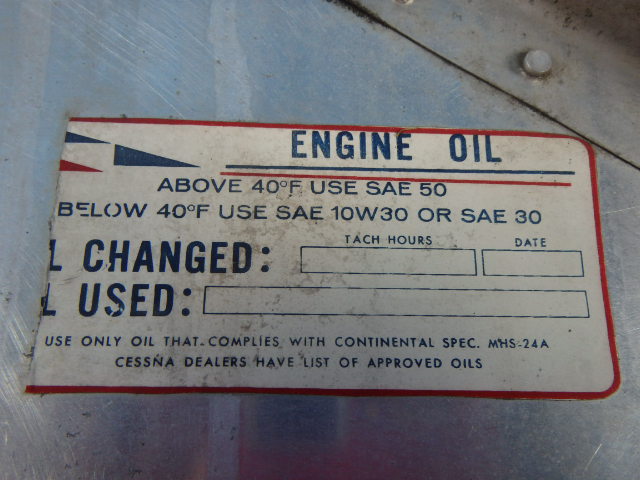 ENGINE OIL
ABOVE 40°F USE SAE 50
BELOW 40°F USE SAE 10W30 OR SAE 30
TACH HOURS DATE
L CHANGED:
L USED:
USE ONLY OIL THAT COMPLIES WITH CONTINENTAL SPEC. MHS-24A
CESSNA DEALERS HAVE LIST OF APPROVED OILS